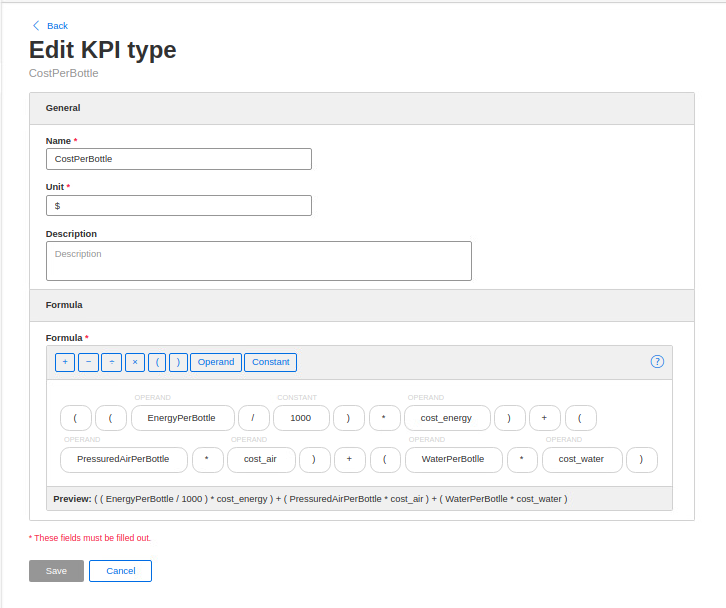 Back
Edit KPI type
CostPerBottle
General
Name *
CostPerBottle
Unit *
$
Description
Description
Formula
Formula *
+ − ÷ × ( ) Operand Constant ?
OPERAND CONSTANT OPERAND
( ( EnergyPerBottle / 1000 ) * cost_energy ) + (
OPERAND OPERAND OPERAND OPERAND
PressuredAirPerBottle * cost_air ) + ( WaterPerBotlle * cost_water )
Preview: ( ( EnergyPerBottle / 1000 ) * cost_energy ) + ( PressuredAirPerBottle * cost_air ) + ( WaterPerBotlle * cost_water )
* These fields must be filled out.
Save Cancel